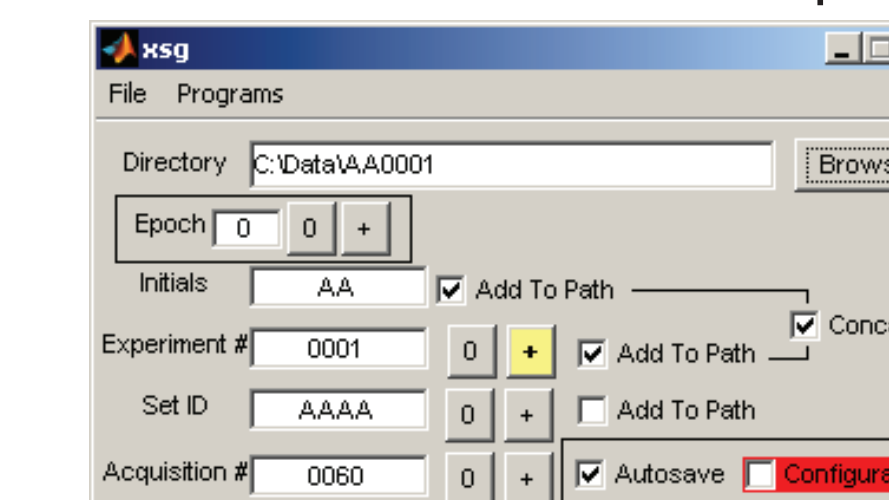 xsg
File Programs
Directory C:\Data\AA0001
Epoch 0 0 +
Initials AA Add To Path
Experiment # 0001 0 + Add To Path
Set ID AAAA 0 + Add To Path
Acquisition # 0060 0 + Autosave